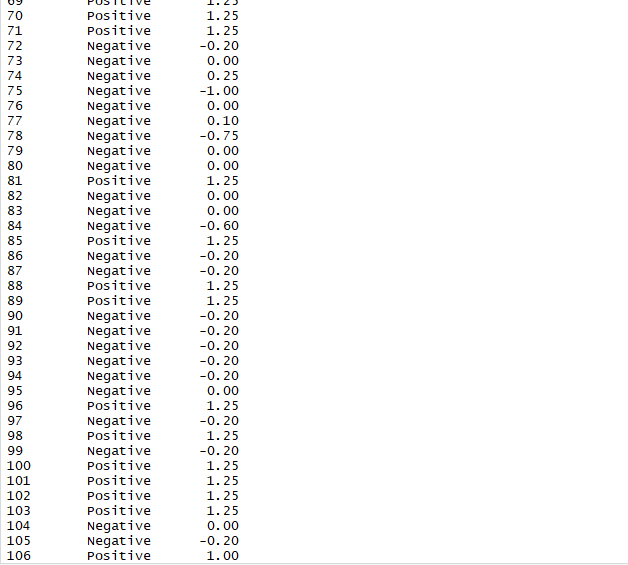 69 Positive 1.25
70 Positive 1.25
71 Positive 1.25
72 Negative -0.20
73 Negative 0.00
74 Negative 0.25
75 Negative -1.00
76 Negative 0.00
77 Negative 0.10
78 Negative -0.75
79 Negative 0.00
80 Negative 0.00
81 Positive 1.25
82 Negative 0.00
83 Negative 0.00
84 Negative -0.60
85 Positive 1.25
86 Negative -0.20
87 Negative -0.20
88 Positive 1.25
89 Positive 1.25
90 Negative -0.20
91 Negative -0.20
92 Negative -0.20
93 Negative -0.20
94 Negative -0.20
95 Negative 0.00
96 Positive 1.25
97 Negative -0.20
98 Positive 1.25
99 Negative -0.20
100 Positive 1.25
101 Positive 1.25
102 Positive 1.25
103 Positive 1.25
104 Negative 0.00
105 Negative -0.20
106 Positive 1.00